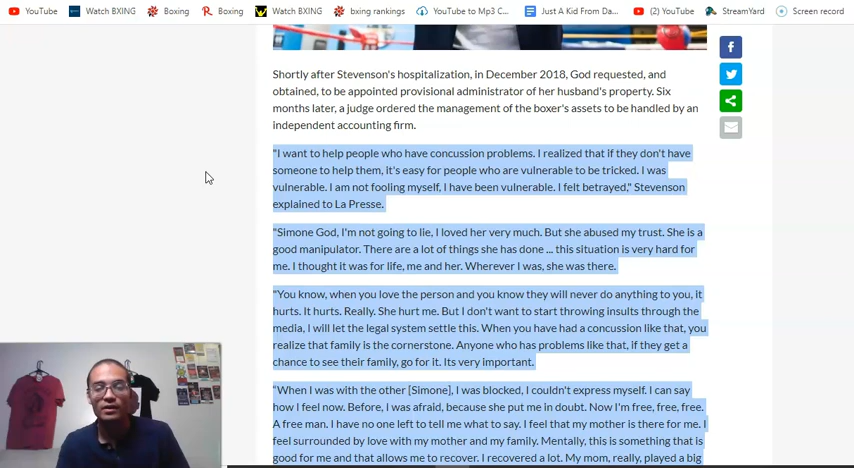 YouTube
Watch BXING
Boxing
Boxing
Watch BXING
bxing rankings
YouTube to Mp3 C...
Just A Kid From Da...
(2) YouTube
StreamYard
Screen record
Shortly after Stevenson's hospitalization, in December 2018, God requested, and
obtained, to be appointed provisional administrator of her husband's property. Six
months later, a judge ordered the management of the boxer's assets to be handled by an
independent accounting firm.
"I want to help people who have concussion problems. I realized that if they don't have
someone to help them, it's easy for people who are vulnerable to be tricked. I was
vulnerable. I am not fooling myself, I have been vulnerable. I felt betrayed," Stevenson
explained to La Presse.
"Simone God, I'm not going to lie, I loved her very much. But she abused my trust. She is a
good manipulator. There are a lot of things she has done ... this situation is very hard for
me. I thought it was for life, me and her. Wherever I was, she was there.
"You know, when you love the person and you know they will never do anything to you, it
hurts. It hurts. Really. She hurt me. But I don't want to start throwing insults through the
media, I will let the legal system settle this. When you have had a concussion like that, you
realize that family is the cornerstone. Anyone who has problems like that, if they get a
chance to see their family, go for it. Its very important.
"When I was with the other [Simone], I was blocked, I couldn't express myself. I can say
how I feel now. Before, I was afraid, because she put me in doubt. Now I'm free, free, free.
A free man. I have no one left to tell me what to say. I feel that my mother is there for me. I
feel surrounded by love with my mother and my family. Mentally, this is something that is
good for me and that allows me to recover. I recovered a lot. My mom, really, played a big